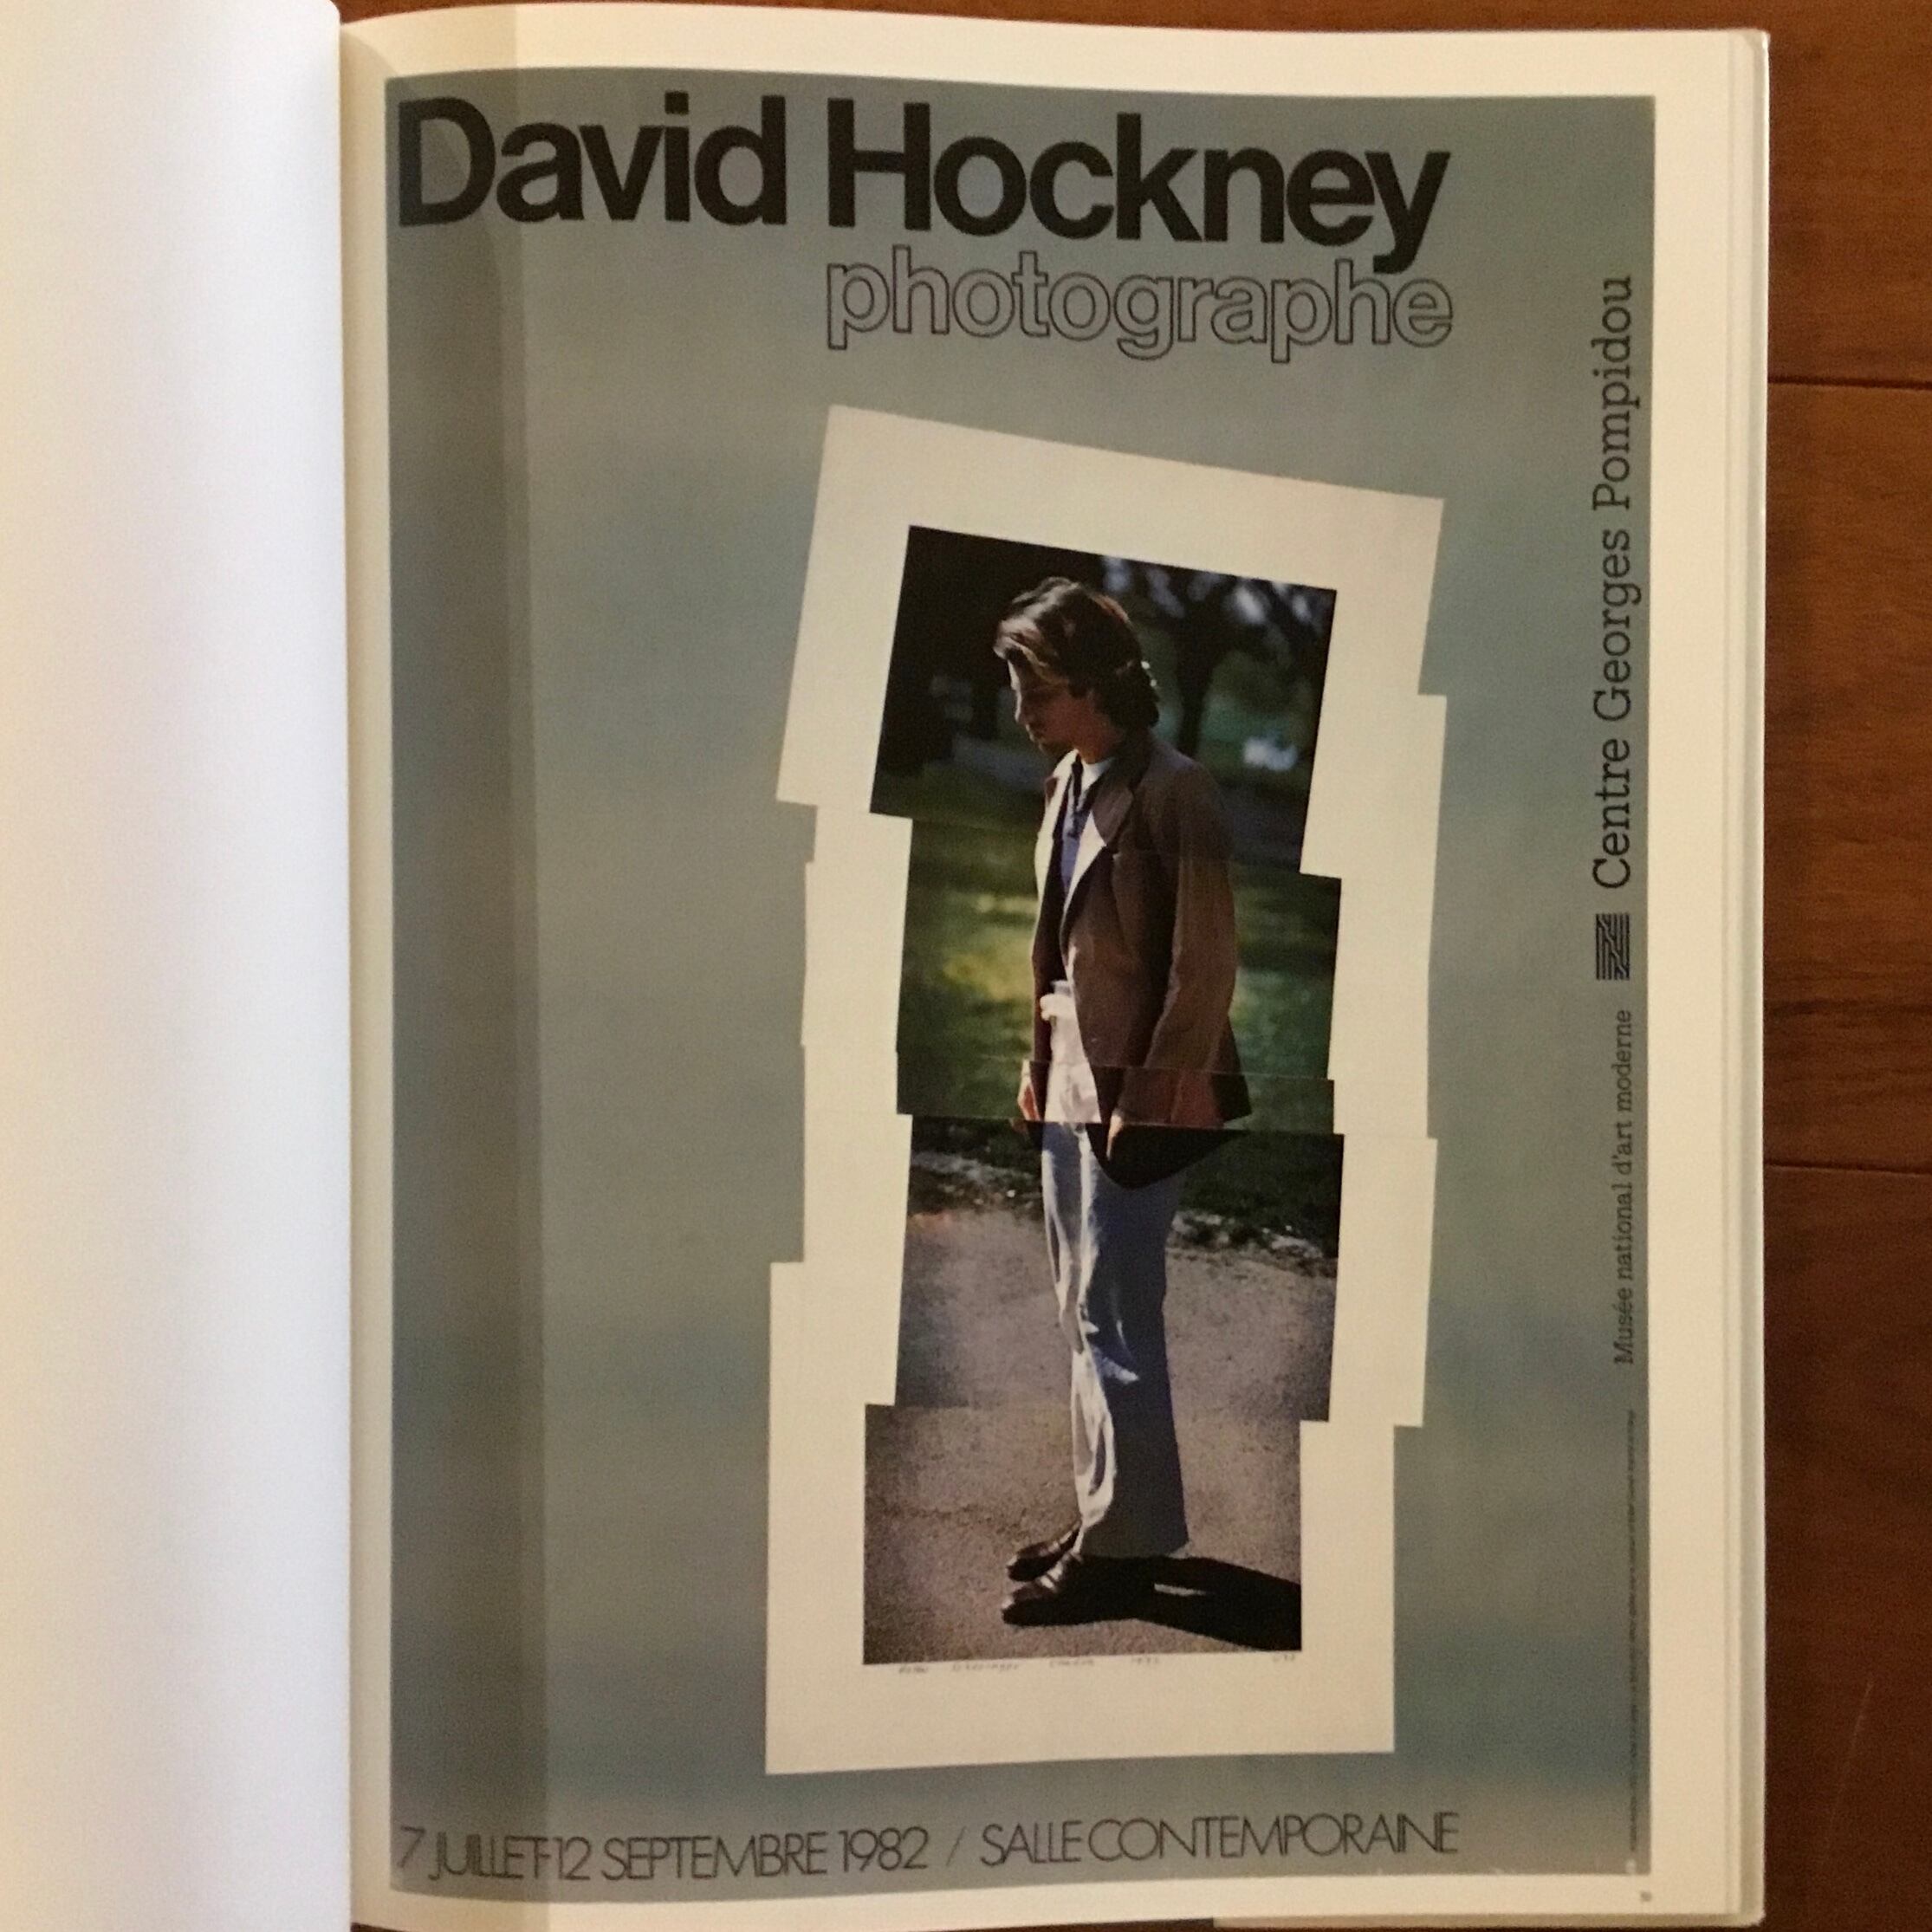 David Hockney
photographe
Centre Georges Pompidou
Musée national d'art moderne
7 JUILLET-12 SEPTEMBRE 1982 / SALLE CONTEMPORAINE